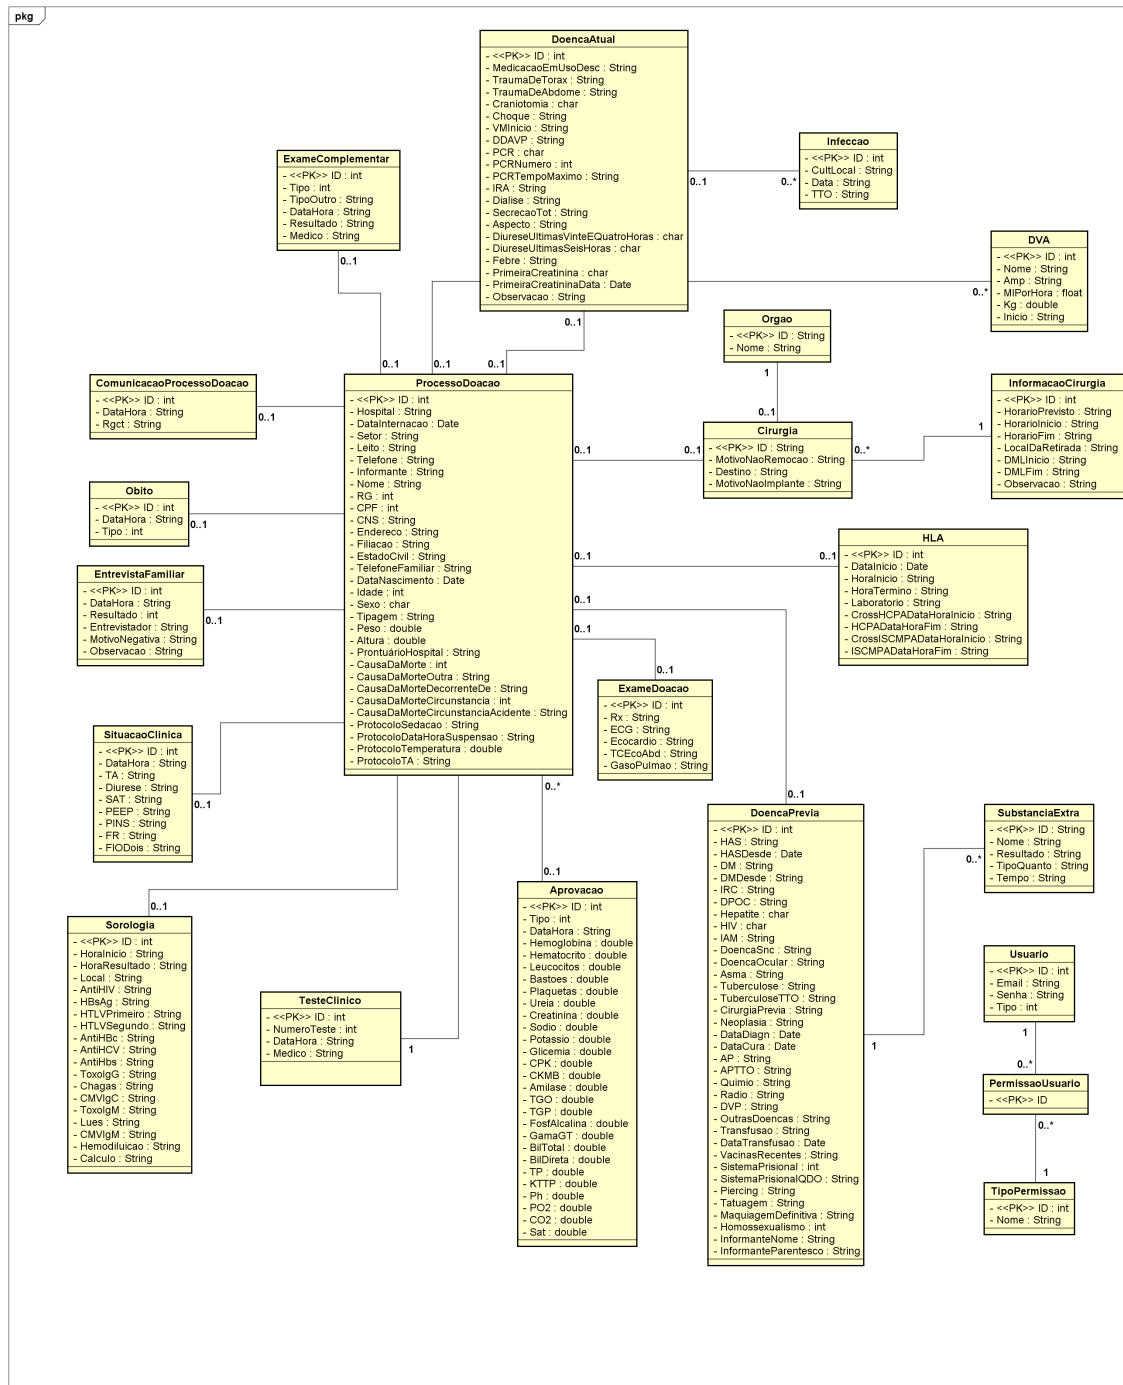 pkg
DoencaAtual
- <<PK>> ID : int
- MedicacaoEmUsoDesc : String
- TraumaDeTorax : String
- TraumaDeAbdome : String
- Craniotomia : char
- Choque : String
- VMInicio : String
- DDAVP : String
- PCR : char
- PCRNumero : int
- PCRTempoMaximo : String
- IRA : String
- Dialise : String
- SecrecaoTot : String
- Aspecto : String
- DiureseUltimasVinteEQuatroHoras : char
- DiureseUltimasSeisHoras : char
- Febre : String
- PrimeiraCreatinina : char
- PrimeiraCreatininaData : Date
- Observacao : String
0..1
0..*
0..*
0..1
Infeccao
- <<PK>> ID : int
- CultLocal : String
- Data : String
- TTO : String
ExameComplementar
- <<PK>> ID : int
- Tipo : int
- TipoOutro : String
- DataHora : String
- Resultado : String
- Medico : String
0..1
0..1
0..1
0..1
DVA
- <<PK>> ID : int
- Nome : String
- Amp : String
- MlPorHora : float
- Kg : double
- Inicio : String
Orgao
- <<PK>> ID : String
- Nome : String
1
0..1
ComunicacaoProcessoDoacao
- <<PK>> ID : int
- DataHora : String
- Rgct : String
0..1
ProcessoDoacao
- <<PK>> ID : int
- Hospital : String
- DataInternacao : Date
- Setor : String
- Leito : String
- Telefone : String
- Informante : String
- Nome : String
- RG : int
- CPF : int
- CNS : String
- Endereco : String
- Filiacao : String
- EstadoCivil : String
- TelefoneFamiliar : String
- DataNascimento : Date
- Idade : int
- Sexo : char
- Tipagem : String
- Peso : double
- Altura : double
- ProntuárioHospital : String
- CausaDaMorte : int
- CausaDaMorteOutra : String
- CausaDaMorteDecorrenteDe : String
- CausaDaMorteCircunstancia : int
- CausaDaMorteCircunstanciaAcidente : String
- ProtocoloSedacao : String
- ProtocoloDataHoraSuspensao : String
- ProtocoloTemperatura : double
- ProtocoloTA : String
0..1
0..1
Cirurgia
- <<PK>> ID : String
- MotivoNaoRemocao : String
- Destino : String
- MotivoNaoImplante : String
0..*
1
InformacaoCirurgia
- <<PK>> ID : int
- HorarioPrevisto : String
- HorarioInicio : String
- HorarioFim : String
- LocalDaRetirada : String
- DMLInicio : String
- DMLFim : String
- Observacao : String
Obito
- <<PK>> ID : int
- DataHora : String
- Tipo : int
0..1
0..1
0..1
HLA
- <<PK>> ID : int
- DataInicio : Date
- HoraInicio : String
- HoraTermino : String
- Laboratorio : String
- CrossHCPADataHoraInicio : String
- HCPADataHoraFim : String
- CrossISCMPADataHoraInicio : String
- ISCMPADataHoraFim : String
EntrevistaFamiliar
- <<PK>> ID : int
- DataHora : String
- Resultado : int
- Entrevistador : String
- MotivoNegativa : String
- Observacao : String
0..1
0..1
0..1
0..1
ExameDoacao
- <<PK>> ID : int
- Rx : String
- ECG : String
- Ecocardio : String
- TCEcoAbd : String
- GasoPulmao : String
SituacaoClinica
- <<PK>> ID : int
- DataHora : String
- TA : String
- Diurese : String
- SAT : String
- PEEP : String
- PINS : String
- FR : String
- FIODois : String
0..1
0..*
0..1
0..1
DoencaPrevia
- <<PK>> ID : int
- HAS : String
- HASDesde : Date
- DM : String
- DMDesde : String
- IRC : String
- DPOC : String
- Hepatite : char
- HIV : char
- IAM : String
- DoencaSnc : String
- DoencaOcular : String
- Asma : String
- Tuberculose : String
- TuberculoseTTO : String
- CirurgiaPrevia : String
- Neoplasia : String
- DataDiagn : Date
- DataCura : Date
- AP : String
- APTTO : String
- Quimio : String
- Radio : String
- DVP : String
- OutrasDoencas : String
- Transfusao : String
- DataTransfusao : Date
- VacinasRecentes : String
- SistemaPrisional : int
- SistemaPrisionalQDO : String
- Piercing : String
- Tatuagem : String
- MaquiagemDefinitiva : String
- Homossexualismo : int
- InformanteNome : String
- InformanteParentesco : String
1
0..*
SubstanciaExtra
- <<PK>> ID : String
- Nome : String
- Resultado : String
- TipoQuanto : String
- Tempo : String
0..1
Sorologia
- <<PK>> ID : int
- HoraInicio : String
- HoraResultado : String
- Local : String
- AntiHIV : String
- HBsAg : String
- HTLVPrimeiro : String
- HTLVSegundo : String
- AntiHBc : String
- AntiHCV : String
- AntiHbs : String
- ToxoIgG : String
- Chagas : String
- CMVIgC : String
- ToxoIgM : String
- Lues : String
- CMVIgM : String
- Hemodiluicao : String
- Calculo : String
Aprovacao
- <<PK>> ID : int
- Tipo : int
- DataHora : String
- Hemoglobina : double
- Hematocrito : double
- Leucocitos : double
- Bastoes : double
- Plaquetas : double
- Ureia : double
- Creatinina : double
- Sodio : double
- Potassio : double
- Glicemia : double
- CPK : double
- CKMB : double
- Amilase : double
- TGO : double
- TGP : double
- FosfAlcalina : double
- GamaGT : double
- BilTotal : double
- BilDireta : double
- TP : double
- KTTP : double
- Ph : double
- PO2 : double
- CO2 : double
- Sat : double
TesteClinico
- <<PK>> ID : int
- NumeroTeste : int
- DataHora : String
- Medico : String
1
Usuario
- <<PK>> ID : int
- Email : String
- Senha : String
- Tipo : int
1
0..*
PermissaoUsuario
- <<PK>> ID
0..*
1
TipoPermissao
- <<PK>> ID : int
- Nome : String